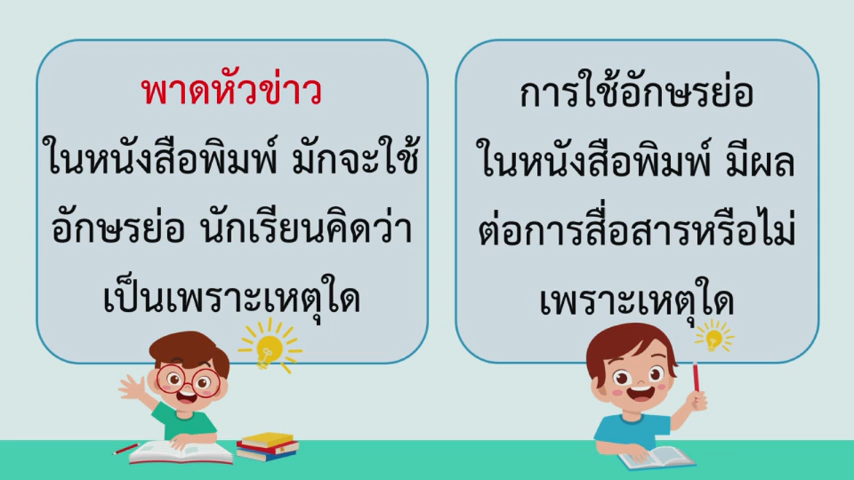 พาดหัวข่าว
ในหนังสือพิมพ์ มักจะใช้
อักษรย่อ นักเรียนคิดว่า
เป็นเพราะเหตุใด
การใช้อักษรย่อ
ในหนังสือพิมพ์ มีผล
ต่อการสื่อสารหรือไม่
เพราะเหตุใด